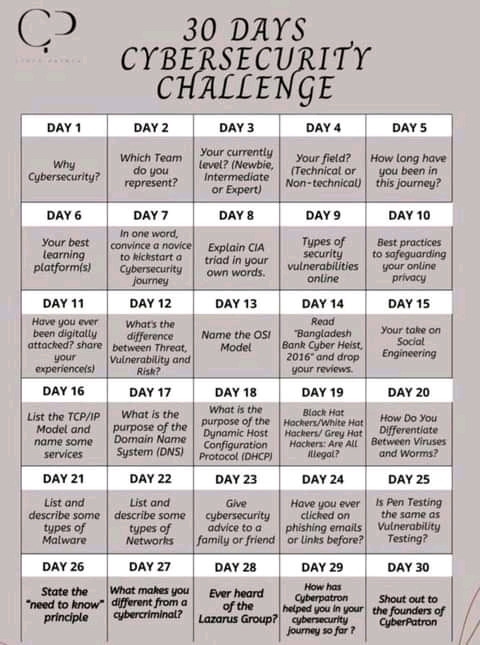 CP
30 DAYS
CYBERSECURITY
CHALLENGE
DAY 1
DAY 2
DAY 3
DAY 4
DAY 5
Why
Cybersecurity?
Which Team
do you
represent?
Your currently
level? (Newbie,
Intermediate
or Expert)
Your field?
(Technical or
Non-technical)
How long have
you been in
this journey?
DAY 6
DAY 7
DAY 8
DAY 9
DAY 10
Your best
learning
platform(s)
In one word,
convince a novice
to kickstart a
Cybersecurity
journey
Explain CIA
triad in your
own words.
Types of
security
vulnerabilities
online
Best practices
to safeguarding
your online
privacy
DAY 11
DAY 12
DAY 13
DAY 14
DAY 15
Have you ever
been digitally
attacked? share
your
experience(s)
What's the
difference
between Threat,
Vulnerability and
Risk?
Name the OSI
Model
Read
"Bangladesh
Bank Cyber Heist,
2016" and drop
your reviews.
Your take on
Social
Engineering
DAY 16
DAY 17
DAY 18
DAY 19
DAY 20
List the TCP/IP
Model and
name some
services
What is the
purpose of the
Domain Name
System (DNS)
What is the
purpose of the
Dynamic Host
Configuration
Protocol (DHCP)
Black Hat
Hackers/White Hat
Hackers/ Grey Hat
Hackers: Are All
Illegal?
How Do You
Differentiate
Between Viruses
and Worms?
DAY 21
DAY 22
DAY 23
DAY 24
DAY 25
List and
describe some
types of
Malware
List and
describe some
types of
Networks
Give
cybersecurity
advice to a
family or friend
Have you ever
clicked on
phishing emails
or links before?
Is Pen Testing
the same as
Vulnerability
Testing?
DAY 26
DAY 27
DAY 28
DAY 29
DAY 30
State the
"need to know"
principle
What makes you
different from a
cybercriminal?
Ever heard
of the
Lazarus Group?
How has
Cyberpatron
helped you in your
cybersecurity
journey so far ?
Shout out to
the founders of
CyberPatron